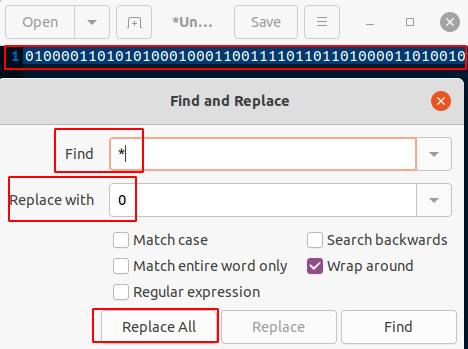 Open *Un... Save
1 0100001101010100010001100111101101101000011010010
Find and Replace
Find *
Replace with 0
Match case Search backwards
Match entire word only Wrap around
Regular expression
Replace All Replace Find